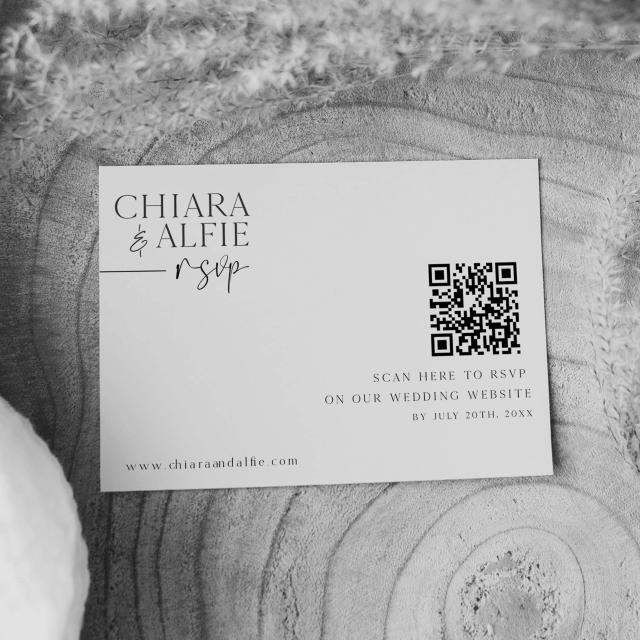 CHIARA
& ALFIE
rsvp
SCAN HERE TO RSVP
ON OUR WEDDING WEBSITE
BY JULY 20TH, 20XX
www.chiaraandalfie.com